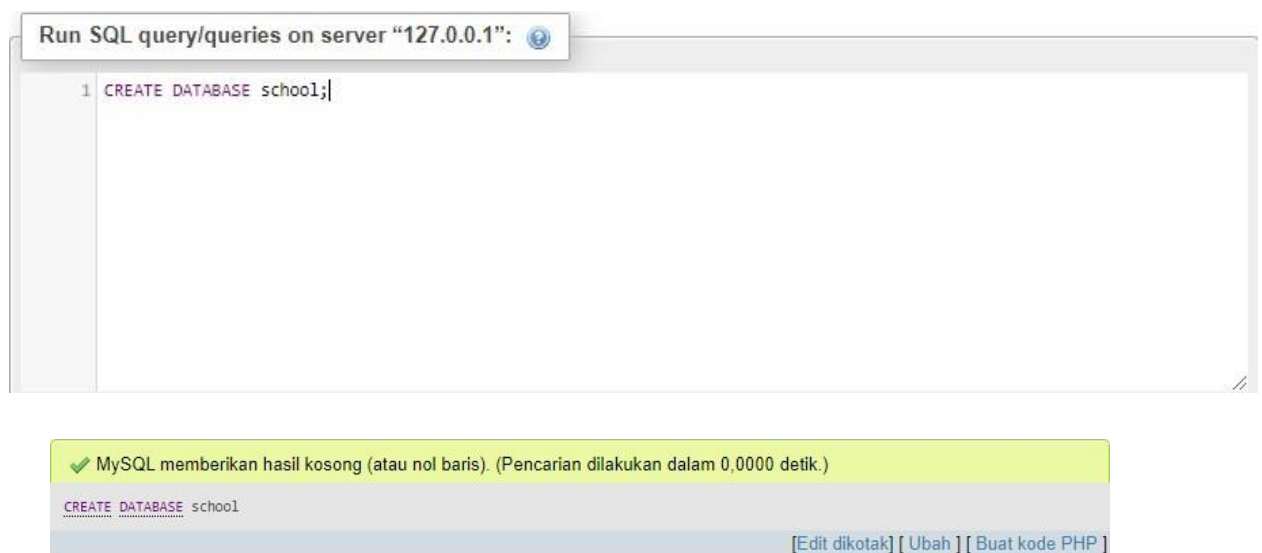 Run SQL query/queries on server “127.0.0.1”:
1 CREATE DATABASE school;
MySQL memberikan hasil kosong (atau nol baris). (Pencarian dilakukan dalam 0,0000 detik.)
CREATE DATABASE school
[Edit dikotak] [ Ubah ] [ Buat kode PHP ]